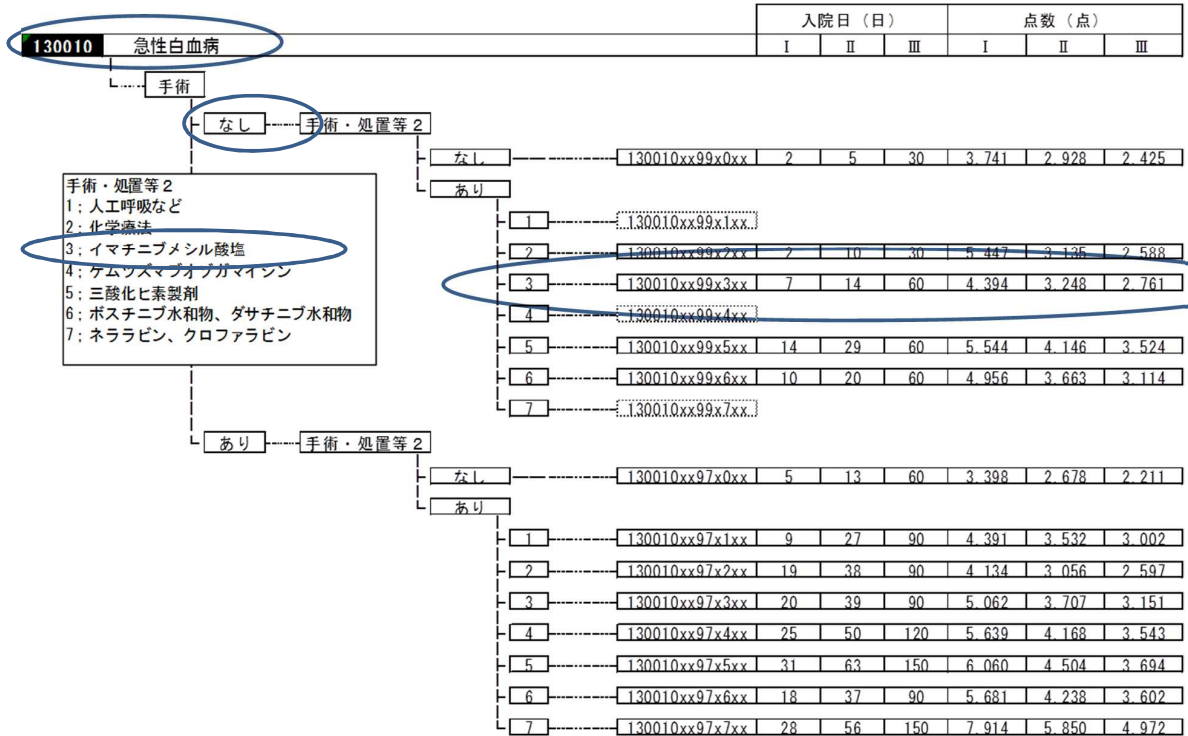 入院日（日） 点数（点）
130010 急性白血病 Ⅰ Ⅱ Ⅲ Ⅰ Ⅱ Ⅲ
手術
なし 手術・処置等２
なし 130010xx99x0xx 2 5 30 3,741 2,928 2,425
あり
手術・処置等２
1；人工呼吸など
2；化学療法
3；イマチニブメシル酸塩
4；ゲムツズマブオゾガマイシン
5；三酸化ヒ素製剤
6；ボスチニブ水和物、ダサチニブ水和物
7；ネララビン、クロファラビン
1 130010xx99x1xx
2 130010xx99x2xx 2 10 30 5,447 3,135 2,588
3 130010xx99x3xx 7 14 60 4,394 3,248 2,761
4 130010xx99x4xx
5 130010xx99x5xx 14 29 60 5,544 4,146 3,524
6 130010xx99x6xx 10 20 60 4,956 3,663 3,114
7 130010xx99x7xx
あり 手術・処置等２
なし 130010xx97x0xx 5 13 60 3,398 2,678 2,211
あり
1 130010xx97x1xx 9 27 90 4,391 3,532 3,002
2 130010xx97x2xx 19 38 90 4,134 3,056 2,597
3 130010xx97x3xx 20 39 90 5,062 3,707 3,151
4 130010xx97x4xx 25 50 120 5,639 4,168 3,543
5 130010xx97x5xx 31 63 150 6,060 4,504 3,694
6 130010xx97x6xx 18 37 90 5,681 4,238 3,602
7 130010xx97x7xx 28 56 150 7,914 5,850 4,972